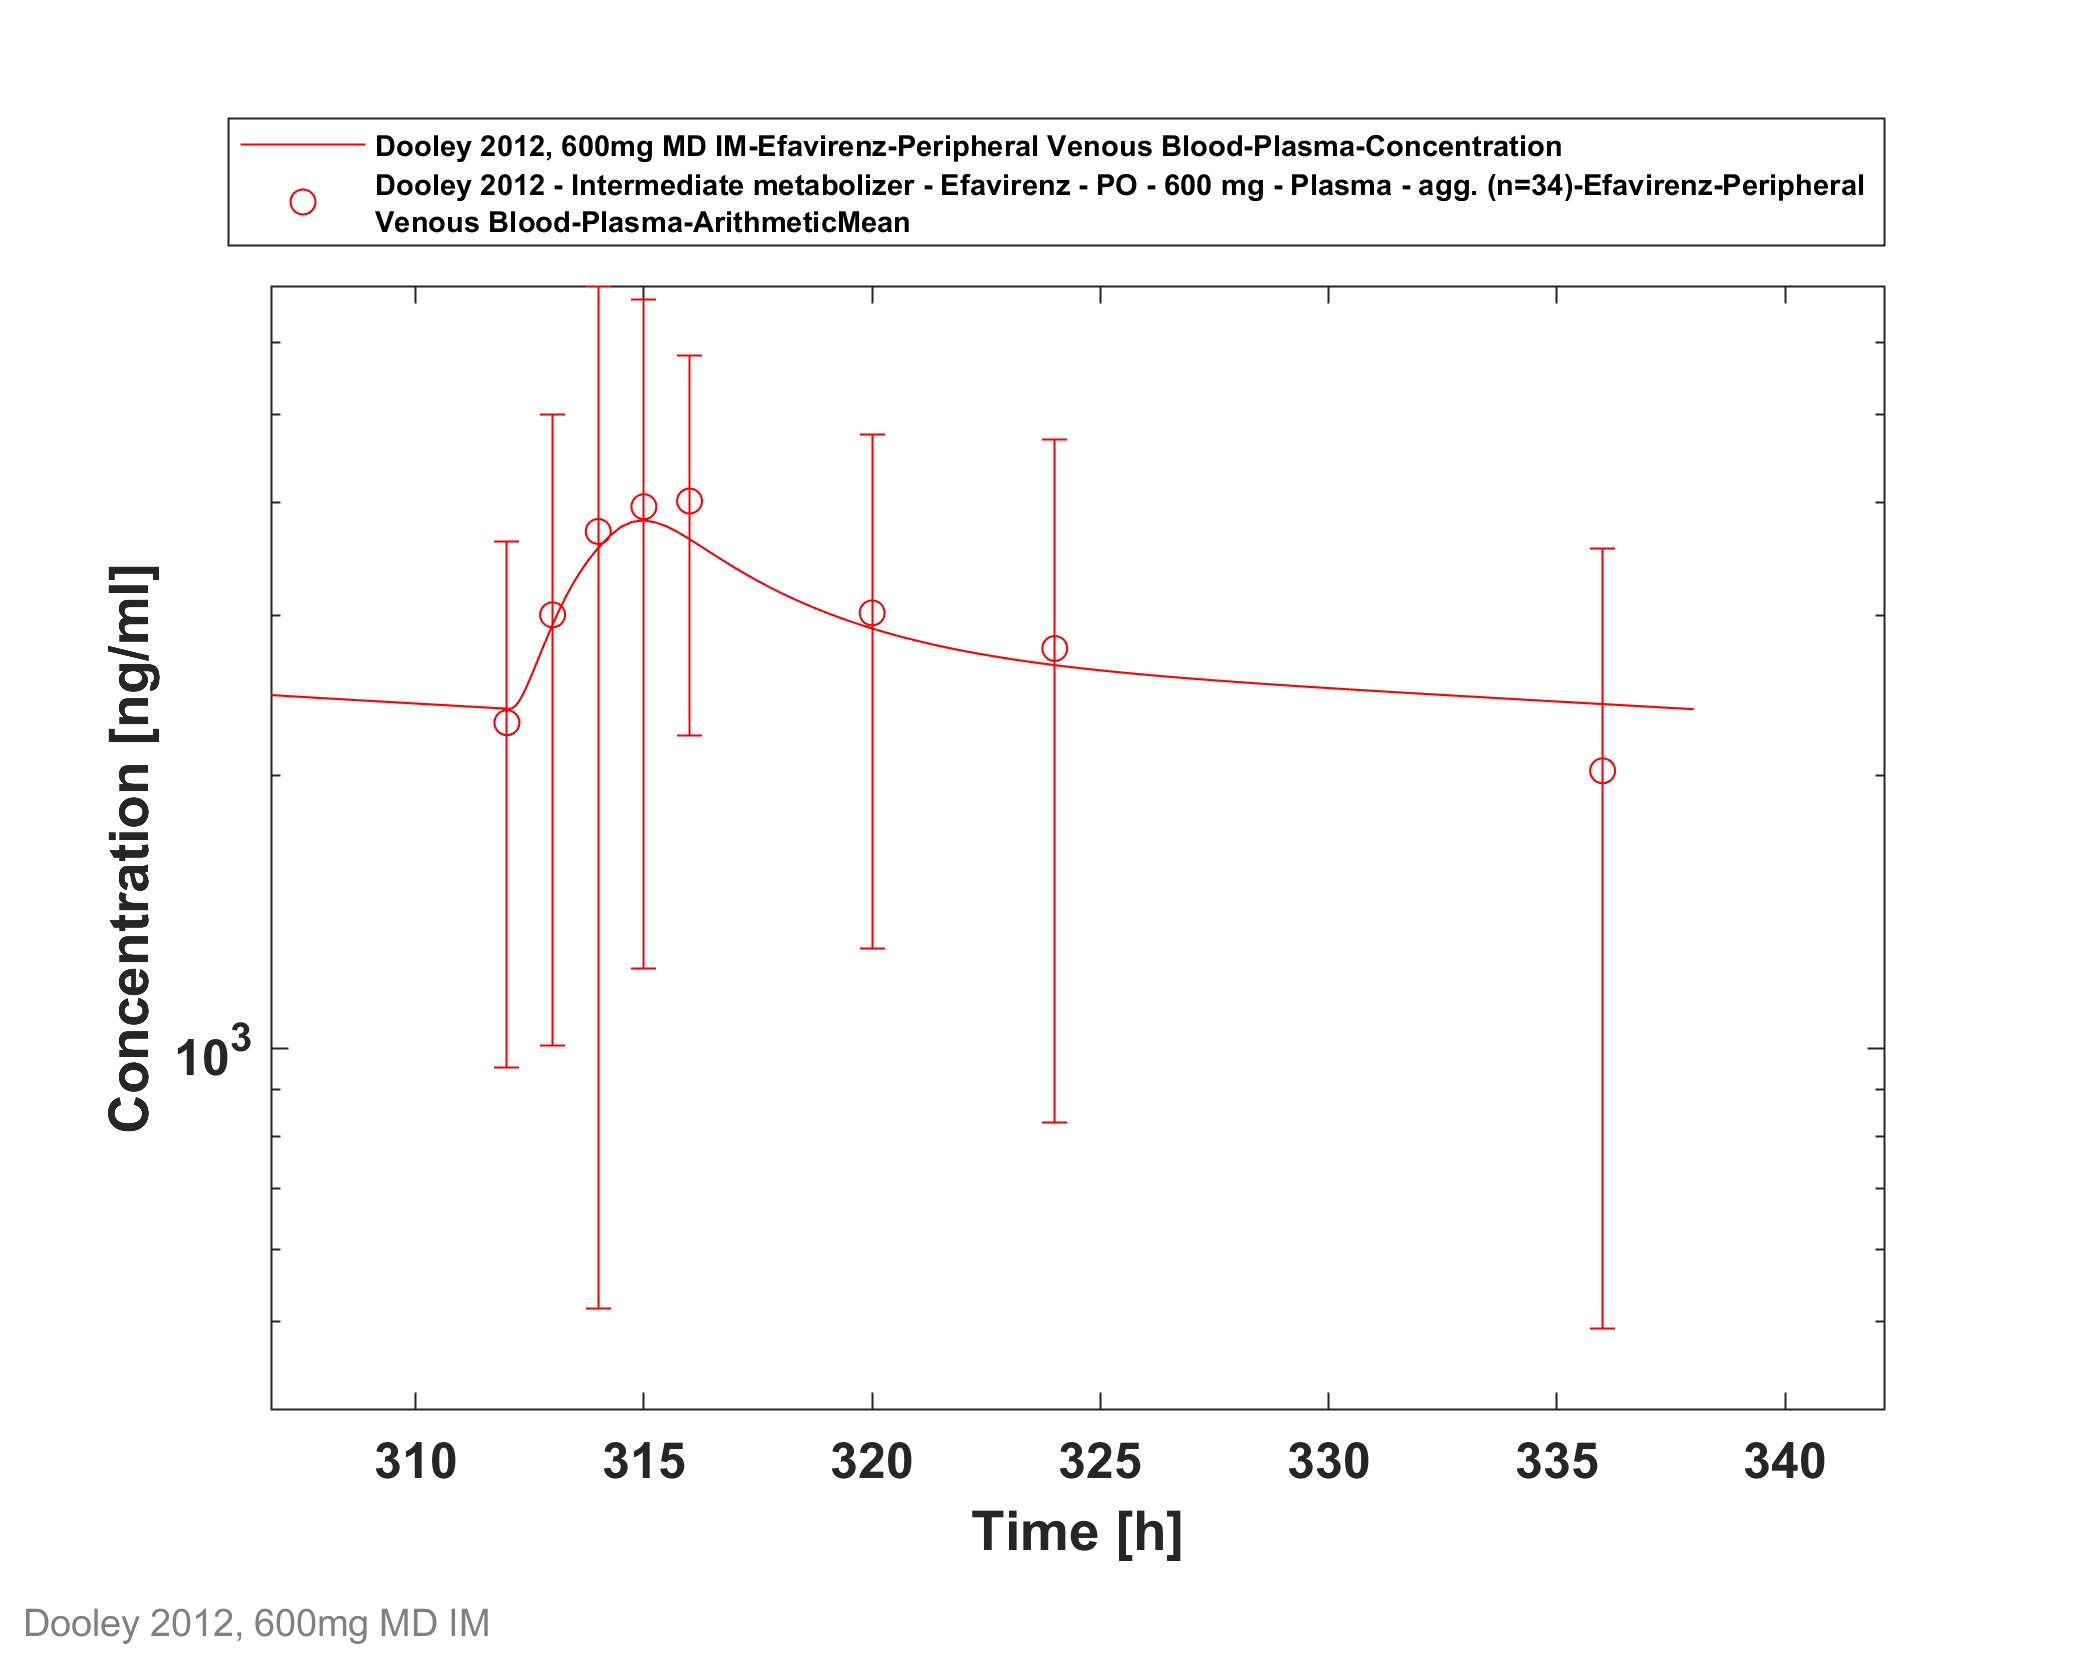 Dooley 2012, 600mg MD IM-Efavirenz-Peripheral Venous Blood-Plasma-Concentration
Dooley 2012 - Intermediate metabolizer - Efavirenz - PO - 600 mg - Plasma - agg. (n=34)-Efavirenz-Peripheral
Venous Blood-Plasma-ArithmeticMean
Concentration [ng/ml]
10^3
310 315 320 325 330 335 340
Time [h]
Dooley 2012, 600mg MD IM